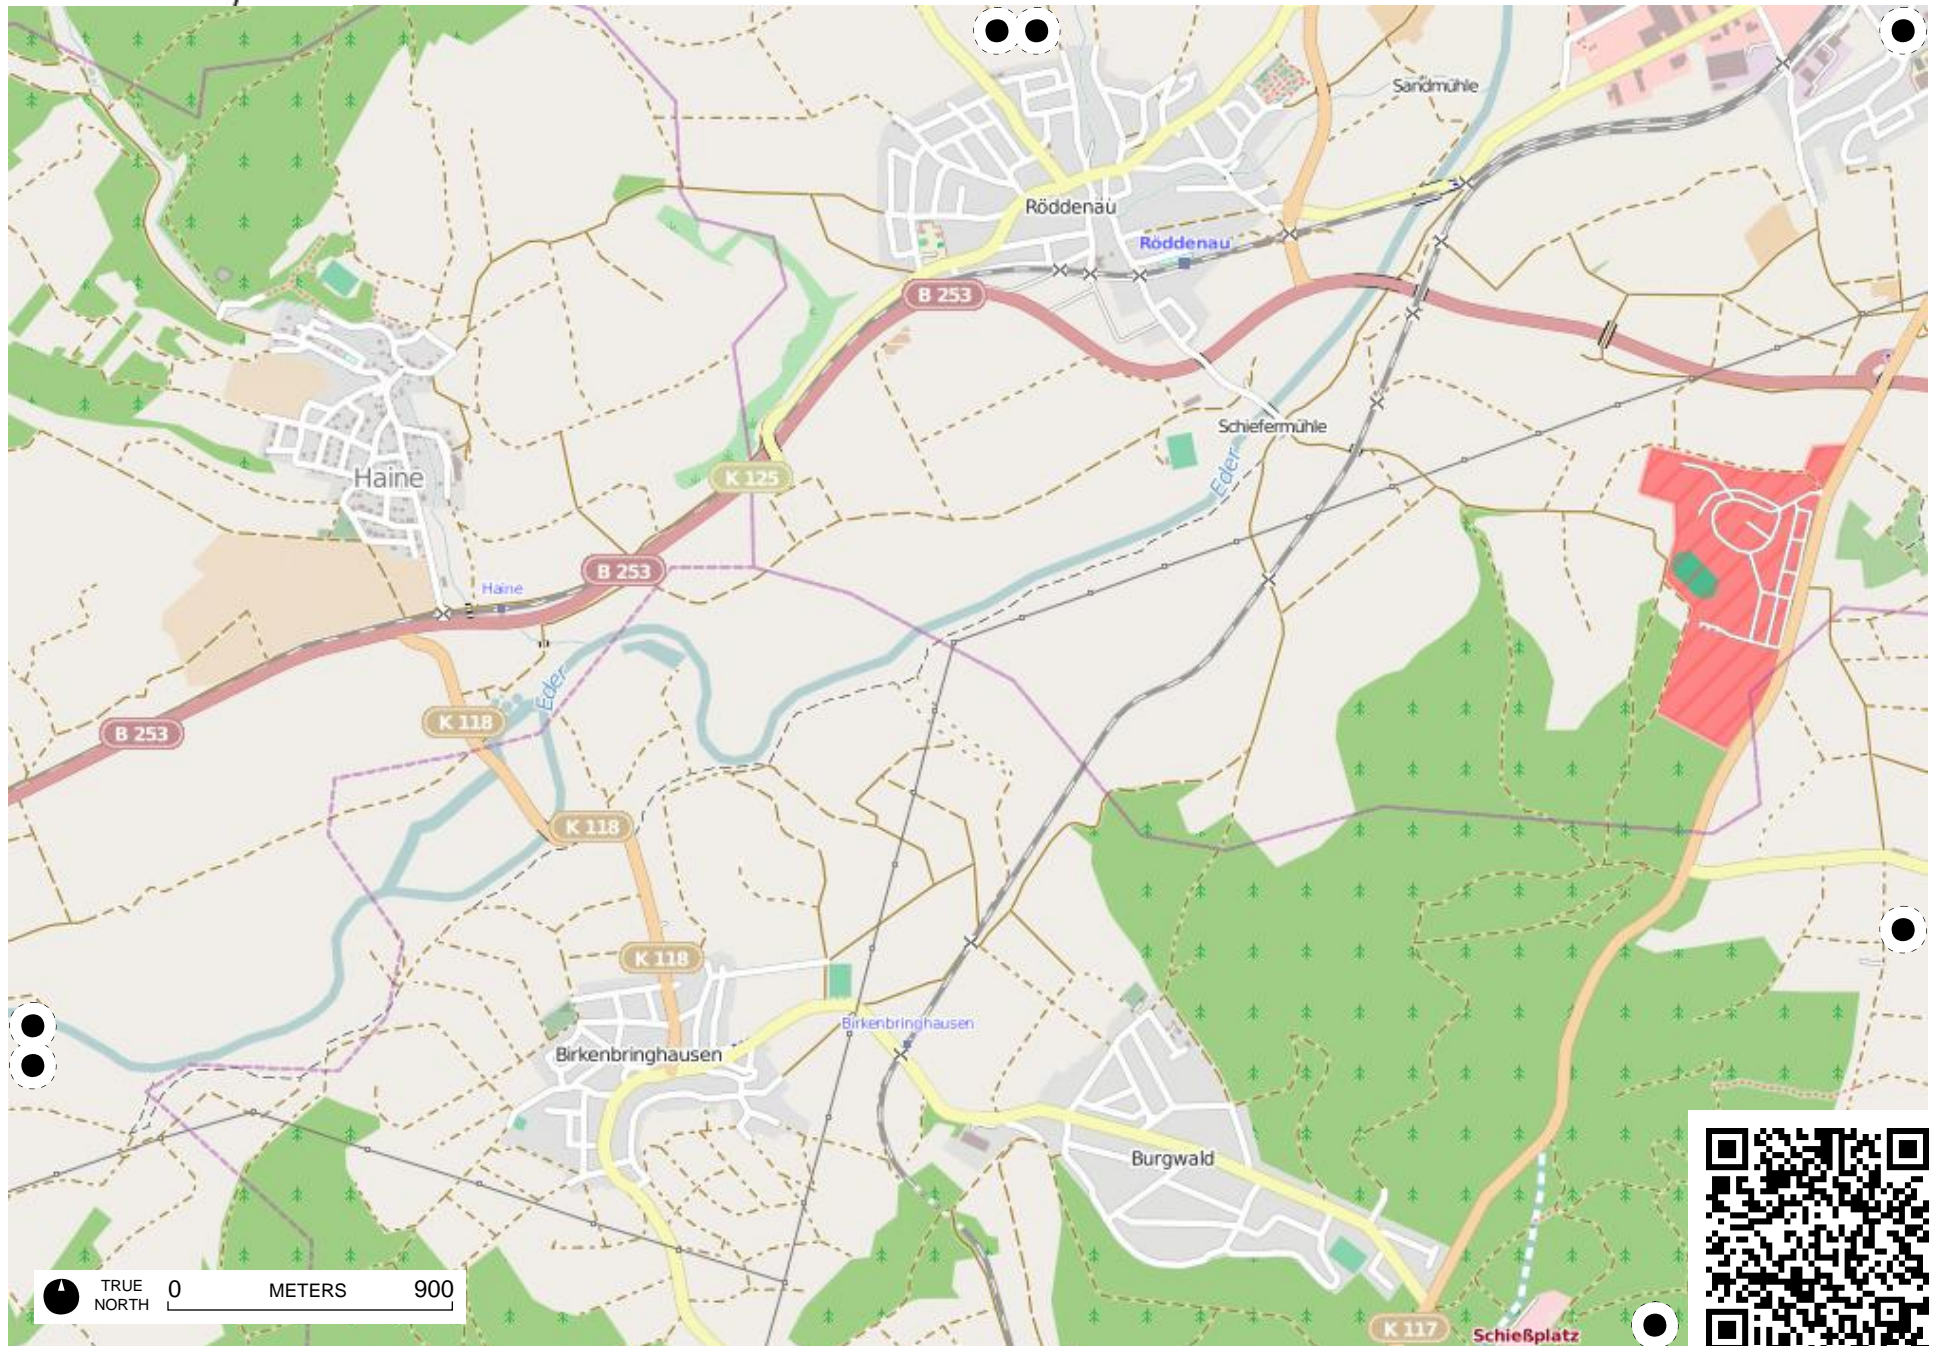 Sandmühle
Röddenau
Röddenau
B 253
Schiefermühle
Eder
K 125
Haine
B 253
Haine
Eder
K 118
B 253
K 118
K 118
Birkenbringhausen
Birkenbringhausen
Burgwald
TRUE NORTH
0 METERS 900
K 117
Schießplatz